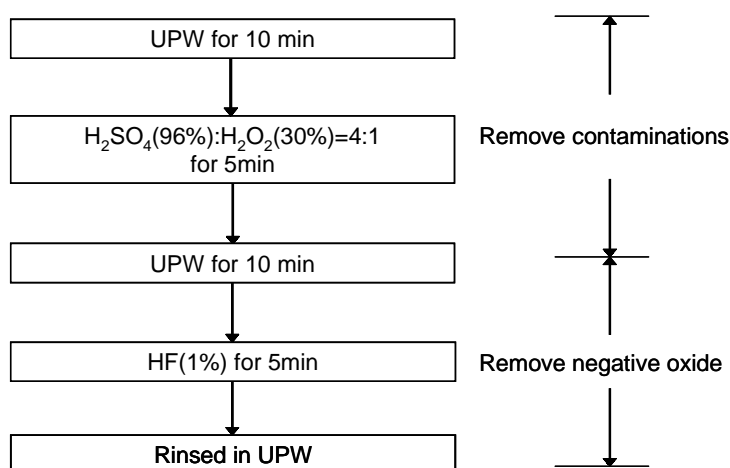 UPW for 10 min
H₂SO₄(96%):H₂O₂(30%)=4:1
for 5min
Remove contaminations
UPW for 10 min
HF(1%) for 5min
Remove negative oxide
Rinsed in UPW